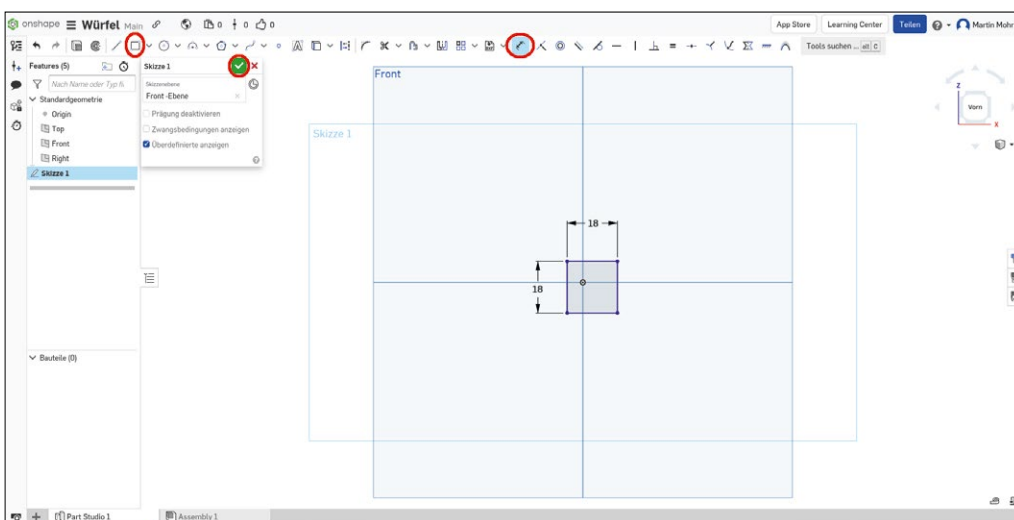 onshape Würfel Main 0 0 0 App Store Learning Center Teilen Martin Mohr
Tools suchen ... alt C
Features (5) Skizze 1
Nach Name oder Typ fi
Skizzenebene
Front-Ebene
Standardgeometrie
Origin
Top
Front
Right
Skizze 1
Prägung deaktivieren
Zwangsbedingungen anzeigen
Überdefinierte anzeigen
Front
Skizze 1
18
18
Z
Vorn
X
Bauteile (0)
Part Studio 1 Assembly 1